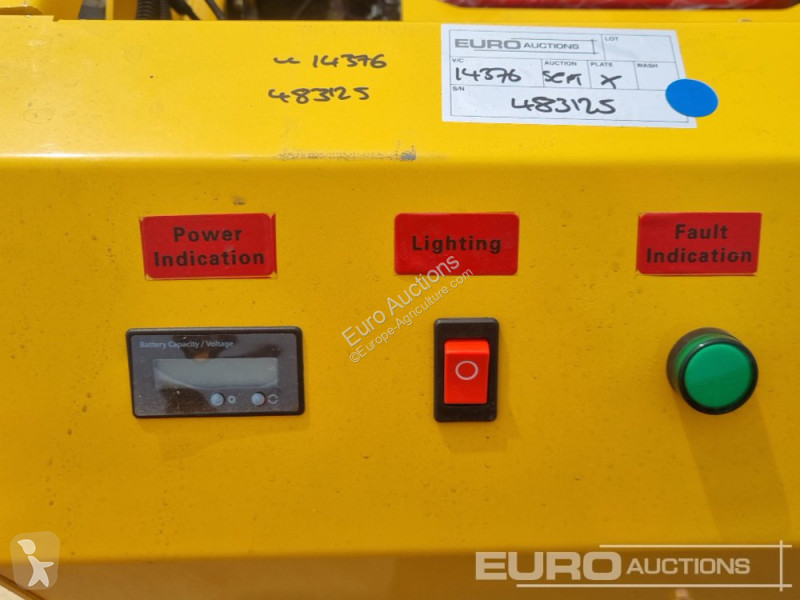 14376
483125
EURO AUCTIONS
LOT
V/C
AUCTION
PLATE
WASH
14376
X
S/N
483125
Power
Indication
Lighting
Fault
Indication
Battery Capacity / Voltage
Euro Auctions
©Europe-Agriculture.com
EURO AUCTIONS